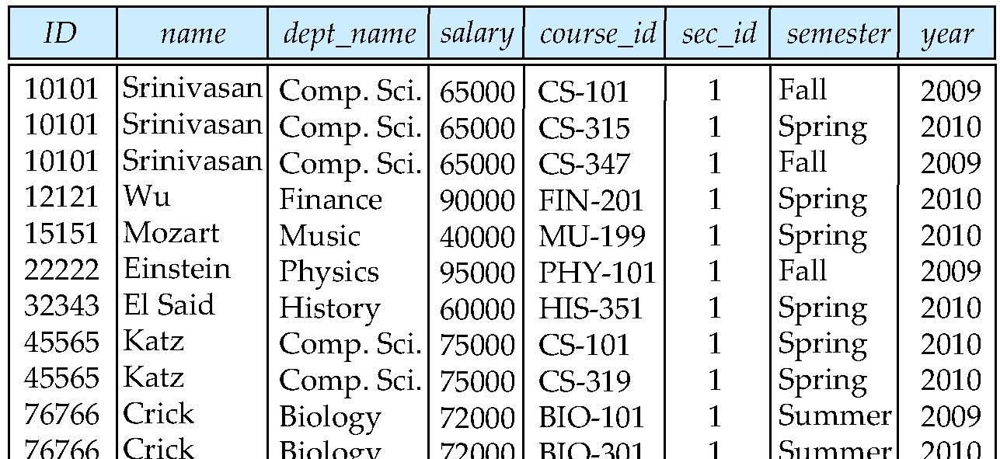 ID name dept_name salary course_id sec_id semester year
10101 Srinivasan Comp. Sci. 65000 CS-101 1 Fall 2009
10101 Srinivasan Comp. Sci. 65000 CS-315 1 Spring 2010
10101 Srinivasan Comp. Sci. 65000 CS-347 1 Fall 2009
12121 Wu Finance 90000 FIN-201 1 Spring 2010
15151 Mozart Music 40000 MU-199 1 Spring 2010
22222 Einstein Physics 95000 PHY-101 1 Fall 2009
32343 El Said History 60000 HIS-351 1 Spring 2010
45565 Katz Comp. Sci. 75000 CS-101 1 Spring 2010
45565 Katz Comp. Sci. 75000 CS-319 1 Spring 2010
76766 Crick Biology 72000 BIO-101 1 Summer 2009
76766 Crick Biology 72000 BIO-301 1 Summer 2010